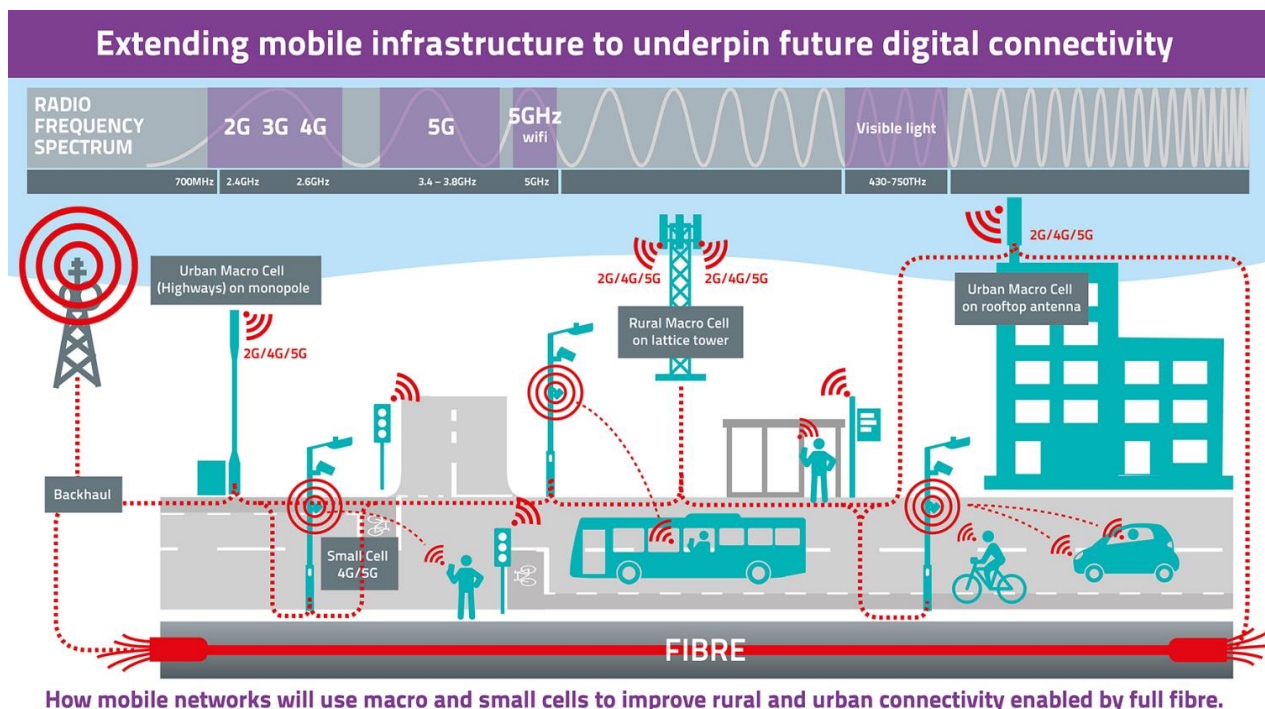 Extending mobile infrastructure to underpin future digital connectivity
RADIO
FREQUENCY
SPECTRUM
2G 3G 4G
5G
5GHz
wifi
Visible light
700MHz
2.4GHz
2.6GHz
3.4 – 3.8GHz
5GHz
430-750THz
Urban Macro Cell
(Highways) on monopole
2G/4G/5G
2G/4G/5G
2G/4G/5G
Rural Macro Cell
on lattice tower
2G/4G/5G
Urban Macro Cell
on rooftop antenna
Backhaul
Small Cell
4G/5G
FIBRE
How mobile networks will use macro and small cells to improve rural and urban connectivity enabled by full fibre.